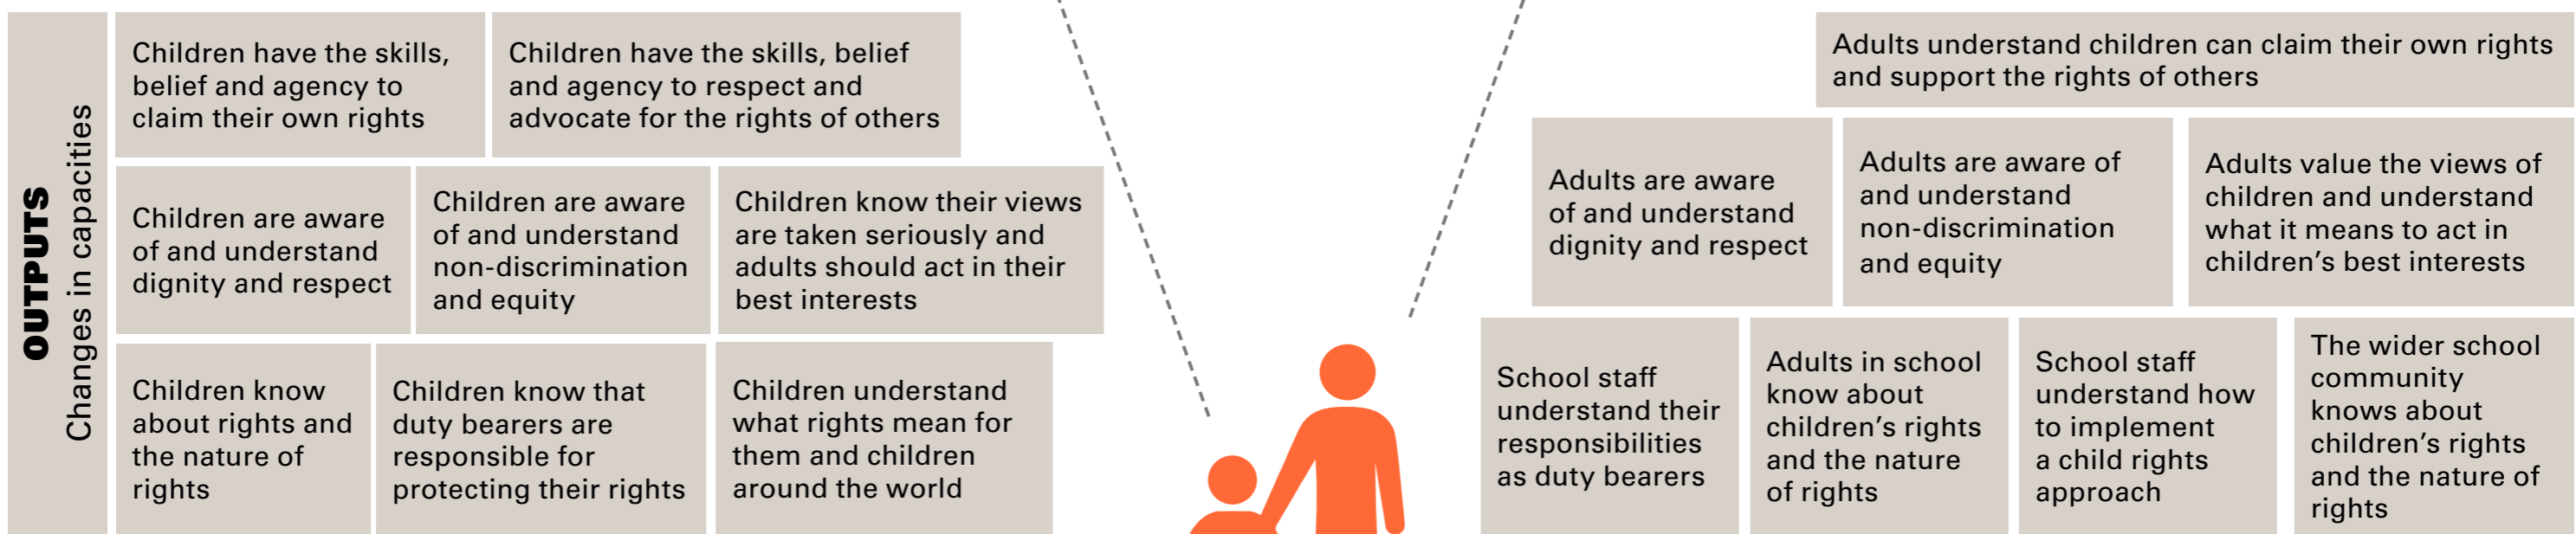 OUTPUTS
Changes in capacities
Children have the skills,
belief and agency to
claim their own rights
Children have the skills, belief
and agency to respect and
advocate for the rights of others
Children are aware
of and understand
dignity and respect
Children are aware
of and understand
non-discrimination
and equity
Children know their views
are taken seriously and
adults should act in their
best interests
Children know
about rights and
the nature of
rights
Children know that
duty bearers are
responsible for
protecting their rights
Children understand
what rights mean for
them and children
around the world
Adults understand children can claim their own rights
and support the rights of others
Adults are aware
of and understand
dignity and respect
Adults are aware of
and understand
non-discrimination
and equity
Adults value the views of
children and understand
what it means to act in
children’s best interests
School staff
understand their
responsibilities
as duty bearers
Adults in school
know about
children’s rights
and the nature
of rights
School staff
understand how
to implement
a child rights
approach
The wider school
community
knows about
children’s rights
and the nature of
rights